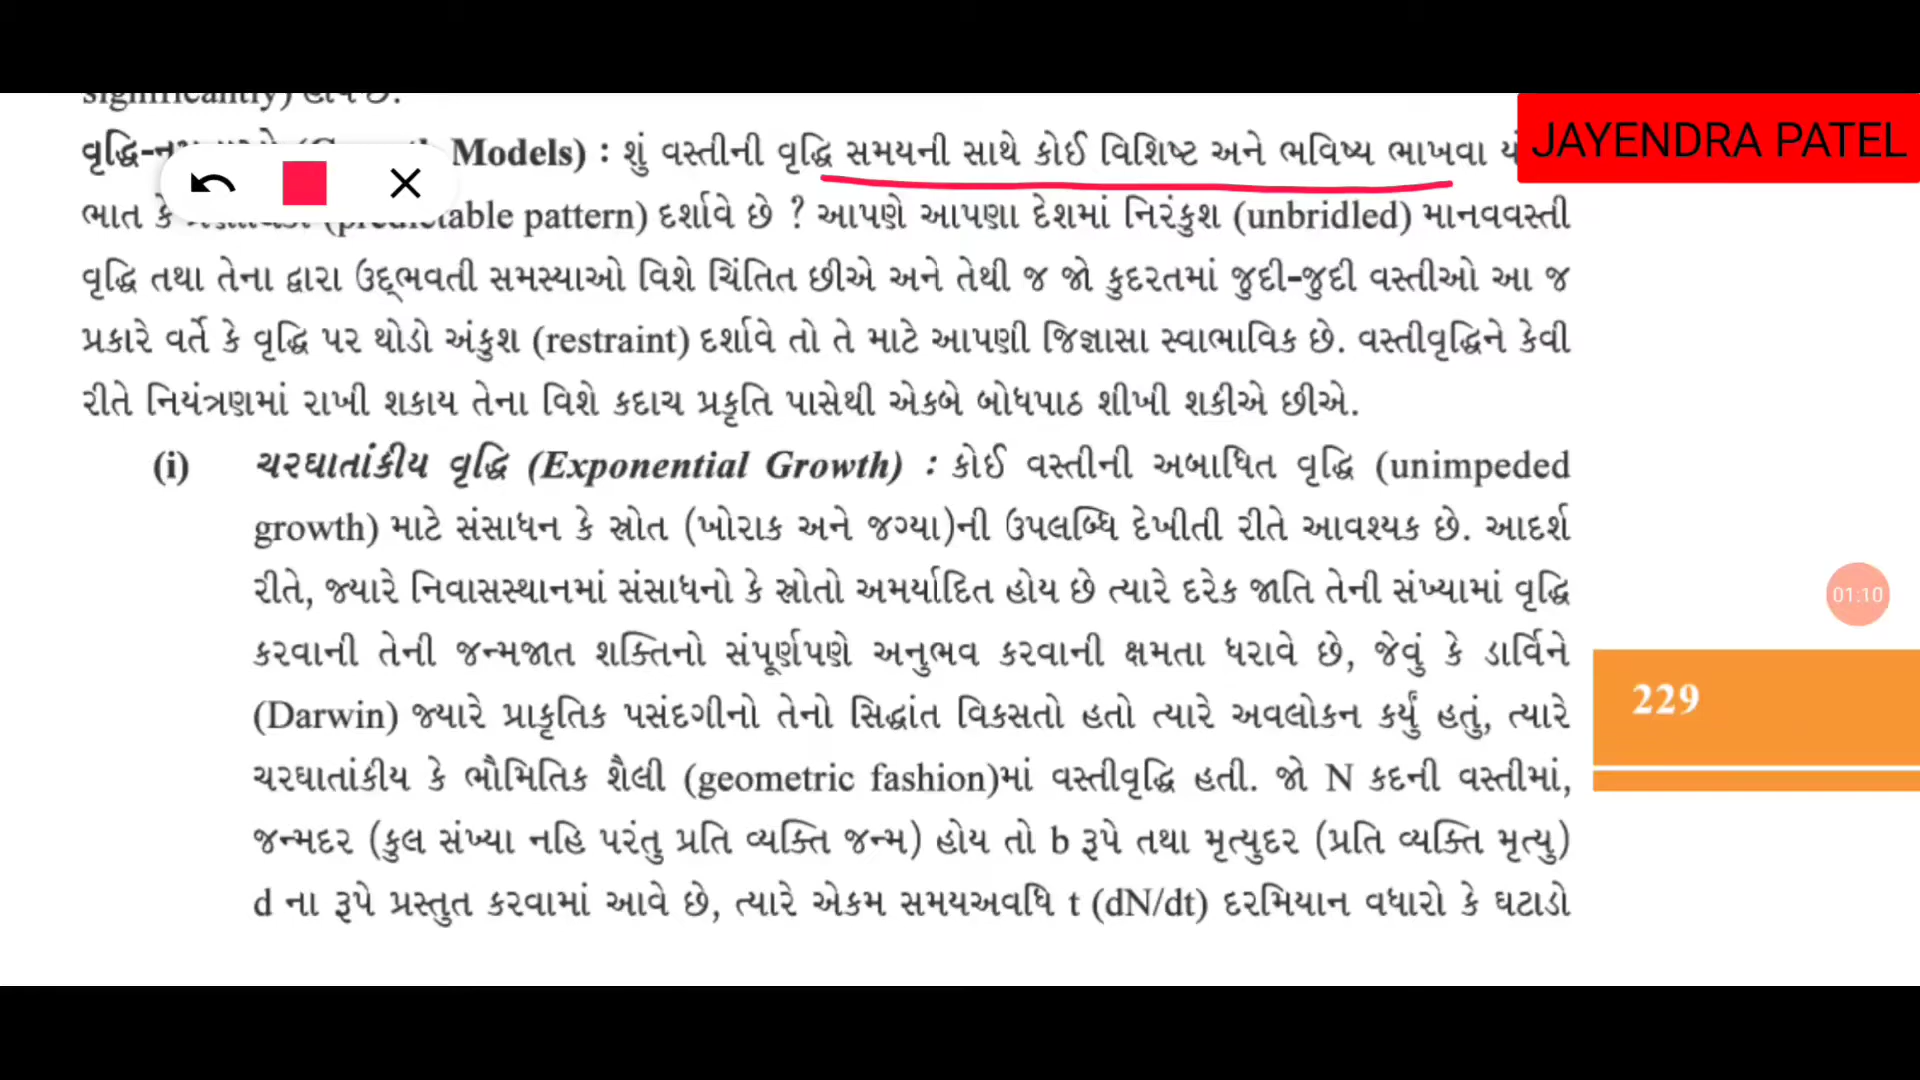 JAYENDRA PATEL
Models) : શું વસ્તીની વૃદ્ધિ સમયની સાથે કોઈ વિશિષ્ટ અને ભવિષ્ય ભાખવા
ભાત કે pattern) દર્શાવે છે ? આપણે આપણા દેશમાં નિરંકુશ (unbridled) માનવવસ્તી
વૃદ્ધિ તથા તેના દ્વારા ઉદ્ભવતી સમસ્યાઓ વિશે ચિંતિત છીએ અને તેથી જ જો કુદરતમાં જુદી-જુદી વસ્તીઓ આ જ
પ્રકારે વર્તે કે વૃદ્ધિ પર થોડો અંકુશ (restraint) દર્શાવે તો તે માટે આપણી જિજ્ઞાસા સ્વાભાવિક છે. વસ્તીવૃદ્ધિને કેવી
રીતે નિયંત્રણમાં રાખી શકાય તેના વિશે કદાચ પ્રકૃતિ પાસેથી એકબે બોધપાઠ શીખી શકીએ છીએ.
(i) ચરઘાતાંકીય વૃદ્ધિ (Exponential Growth) : કોઈ વસ્તીની અબાધિત વૃદ્ધિ (unimpeded
growth) માટે સંસાધન કે સ્રોત (ખોરાક અને જગ્યા)ની ઉપલબ્ધિ દેખીતી રીતે આવશ્યક છે. આદર્શ
રીતે, જ્યારે નિવાસસ્થાનમાં સંસાધનો કે સ્રોતો અમર્યાદિત હોય છે ત્યારે દરેક જાતિ તેની સંખ્યામાં વૃદ્ધિ
કરવાની તેની જન્મજાત શક્તિનો સંપૂર્ણપણે અનુભવ કરવાની ક્ષમતા ધરાવે છે, જેવું કે ડાર્વિને
(Darwin) જ્યારે પ્રાકૃતિક પસંદગીનો તેનો સિદ્ધાંત વિકસતો હતો ત્યારે અવલોકન કર્યું હતું, ત્યારે
ચરઘાતાંકીય કે ભૌમિતિક શૈલી (geometric fashion)માં વસ્તીવૃદ્ધિ હતી. જો N કદની વસ્તીમાં,
જન્મદર (કુલ સંખ્યા નહિ પરંતુ પ્રતિ વ્યક્તિ જન્મ) હોય તો b રૂપે તથા મૃત્યુદર (પ્રતિ વ્યક્તિ મૃત્યુ)
d ના રૂપે પ્રસ્તુત કરવામાં આવે છે, ત્યારે એકમ સમયઅવધિ t (dN/dt) દરમિયાન વધારો કે ઘટાડો
01:10
229